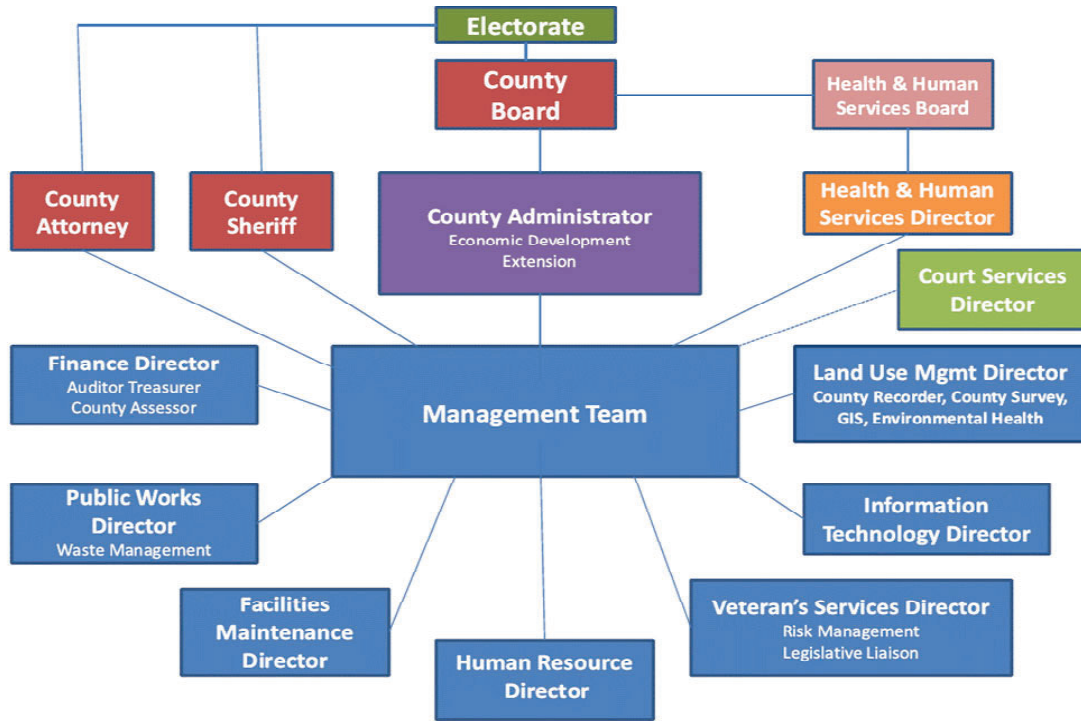 Electorate
County
Board
Health & Human
Services Board
County
Attorney
County
Sheriff
County Administrator
Economic Development
Extension
Health & Human
Services Director
Court Services
Director
Finance Director
Auditor Treasurer
County Assessor
Management Team
Land Use Mgmt Director
County Recorder, County Survey,
GIS, Environmental Health
Public Works
Director
Waste Management
Information
Technology Director
Facilities
Maintenance
Director
Human Resource
Director
Veteran’s Services Director
Risk Management
Legislative Liaison